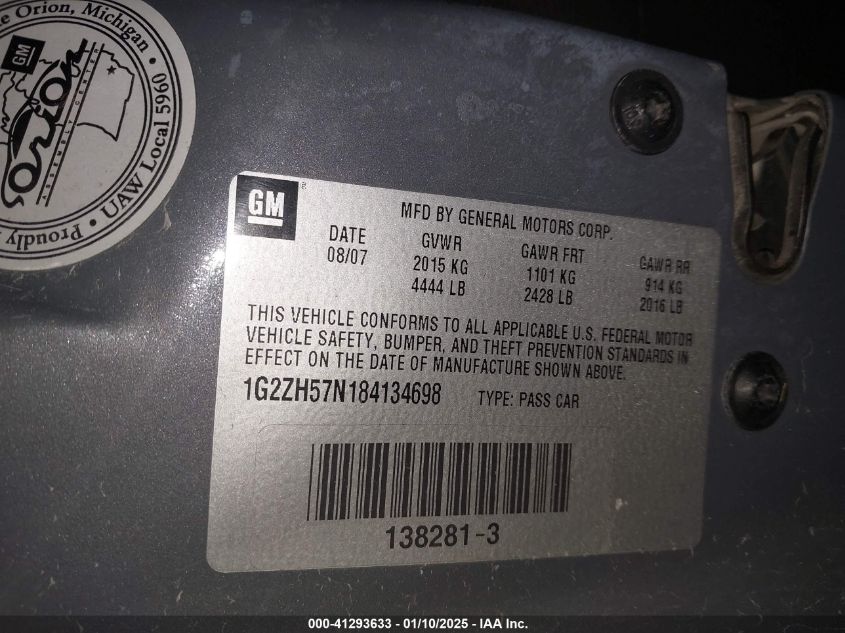 e Orion, Michigan •
GM
Orion
ASSEMBLY CENTER
• UAW Local 5960 •
Proudly
GM
MFD BY GENERAL MOTORS CORP.
DATE GVWR GAWR FRT GAWR RR
08/07 2015 KG 1101 KG 914 KG
4444 LB 2428 LB 2016 LB
THIS VEHICLE CONFORMS TO ALL APPLICABLE U.S. FEDERAL MOTOR
VEHICLE SAFETY, BUMPER, AND THEFT PREVENTION STANDARDS IN
EFFECT ON THE DATE OF MANUFACTURE SHOWN ABOVE.
1G2ZH57N184134698 TYPE: PASS CAR
138281-3
000-41293633 / 01/10/2025 - IAA Inc.